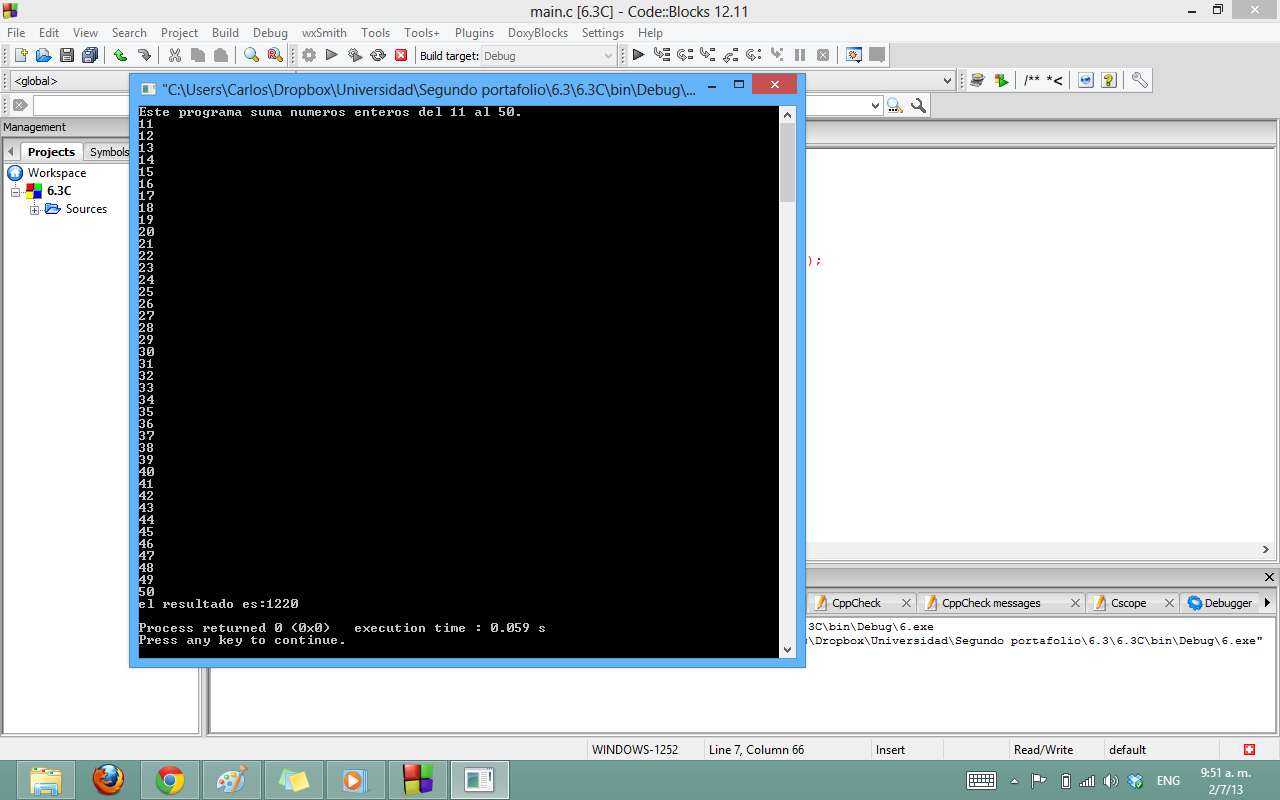 main.c [6.3C] - Code::Blocks 12.11
File Edit View Search Project Build Debug wxSmith Tools Tools+ Plugins DoxyBlocks Settings Help
Build target: Debug
<global>
/** *<
"C:\Users\Carlos\Dropbox\Universidad\Segundo portafolio\6.3\6.3C\bin\Debug\...
Management
Projects Symbols
Workspace
6.3C
Sources
Este programa suma numeros enteros del 11 al 50.
11
12
13
14
15
16
17
18
19
20
21
22
23
24
25
26
27
28
29
30
31
32
33
34
35
36
37
38
39
40
41
42
43
44
45
46
47
48
49
50
el resultado es:1220
Process returned 0 (0x0) execution time : 0.059 s
Press any key to continue.
);
CppCheck CppCheck messages Cscope Debugger
3C\bin\Debug\6.exe
s\Dropbox\Universidad\Segundo portafolio\6.3\6.3C\bin\Debug\6.exe"
WINDOWS-1252 Line 7, Column 66 Insert Read/Write default
ENG
9:51 a. m.
2/7/13